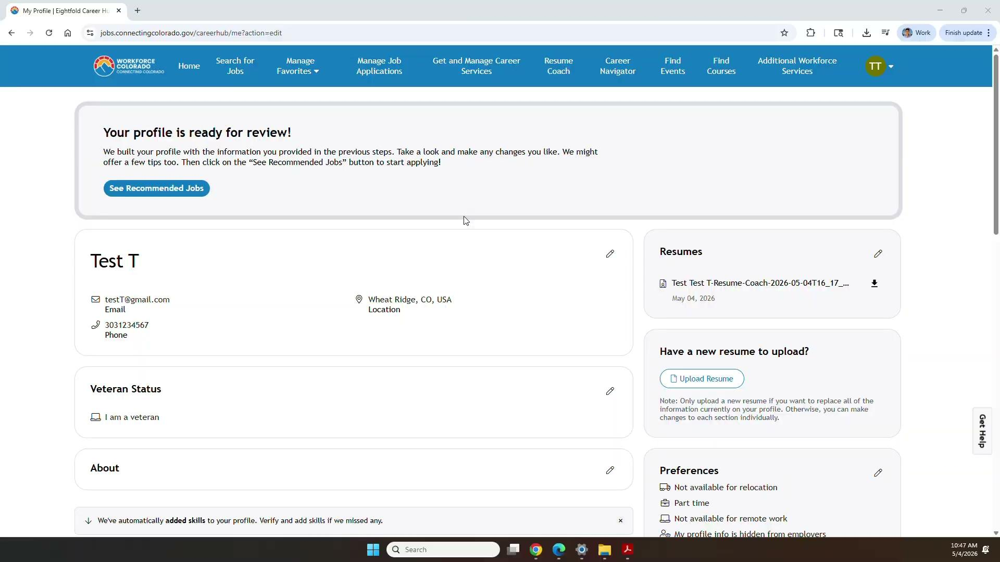 My Profile | Eightfold Career Hu
jobs.connectingcolorado.gov/careerhub/me?action=edit
Work
Finish update
WORKFORCE
COLORADO
CONNECTING COLORADO
Home
Search for
Jobs
Manage
Favorites
Manage Job
Applications
Get and Manage Career
Services
Resume
Coach
Career
Navigator
Find
Events
Find
Courses
Additional Workforce
Services
TT
Your profile is ready for review!
We built your profile with the information you provided in the previous steps. Take a look and make any changes you like. We might
offer a few tips too. Then click on the “See Recommended Jobs” button to start applying!
See Recommended Jobs
Test T
testT@gmail.com
Email
Wheat Ridge, CO, USA
Location
3031234567
Phone
Veteran Status
I am a veteran
About
We've automatically added skills to your profile. Verify and add skills if we missed any.
Resumes
Test Test T-Resume-Coach-2026-05-04T16_17_...
May 04, 2026
Have a new resume to upload?
Upload Resume
Note: Only upload a new resume if you want to replace all of the
information currently on your profile. Otherwise, you can make
changes to each section individually.
Preferences
Not available for relocation
Part time
Not available for remote work
My profile info is hidden from employers
Get Help
Search
10:47 AM
5/4/2026